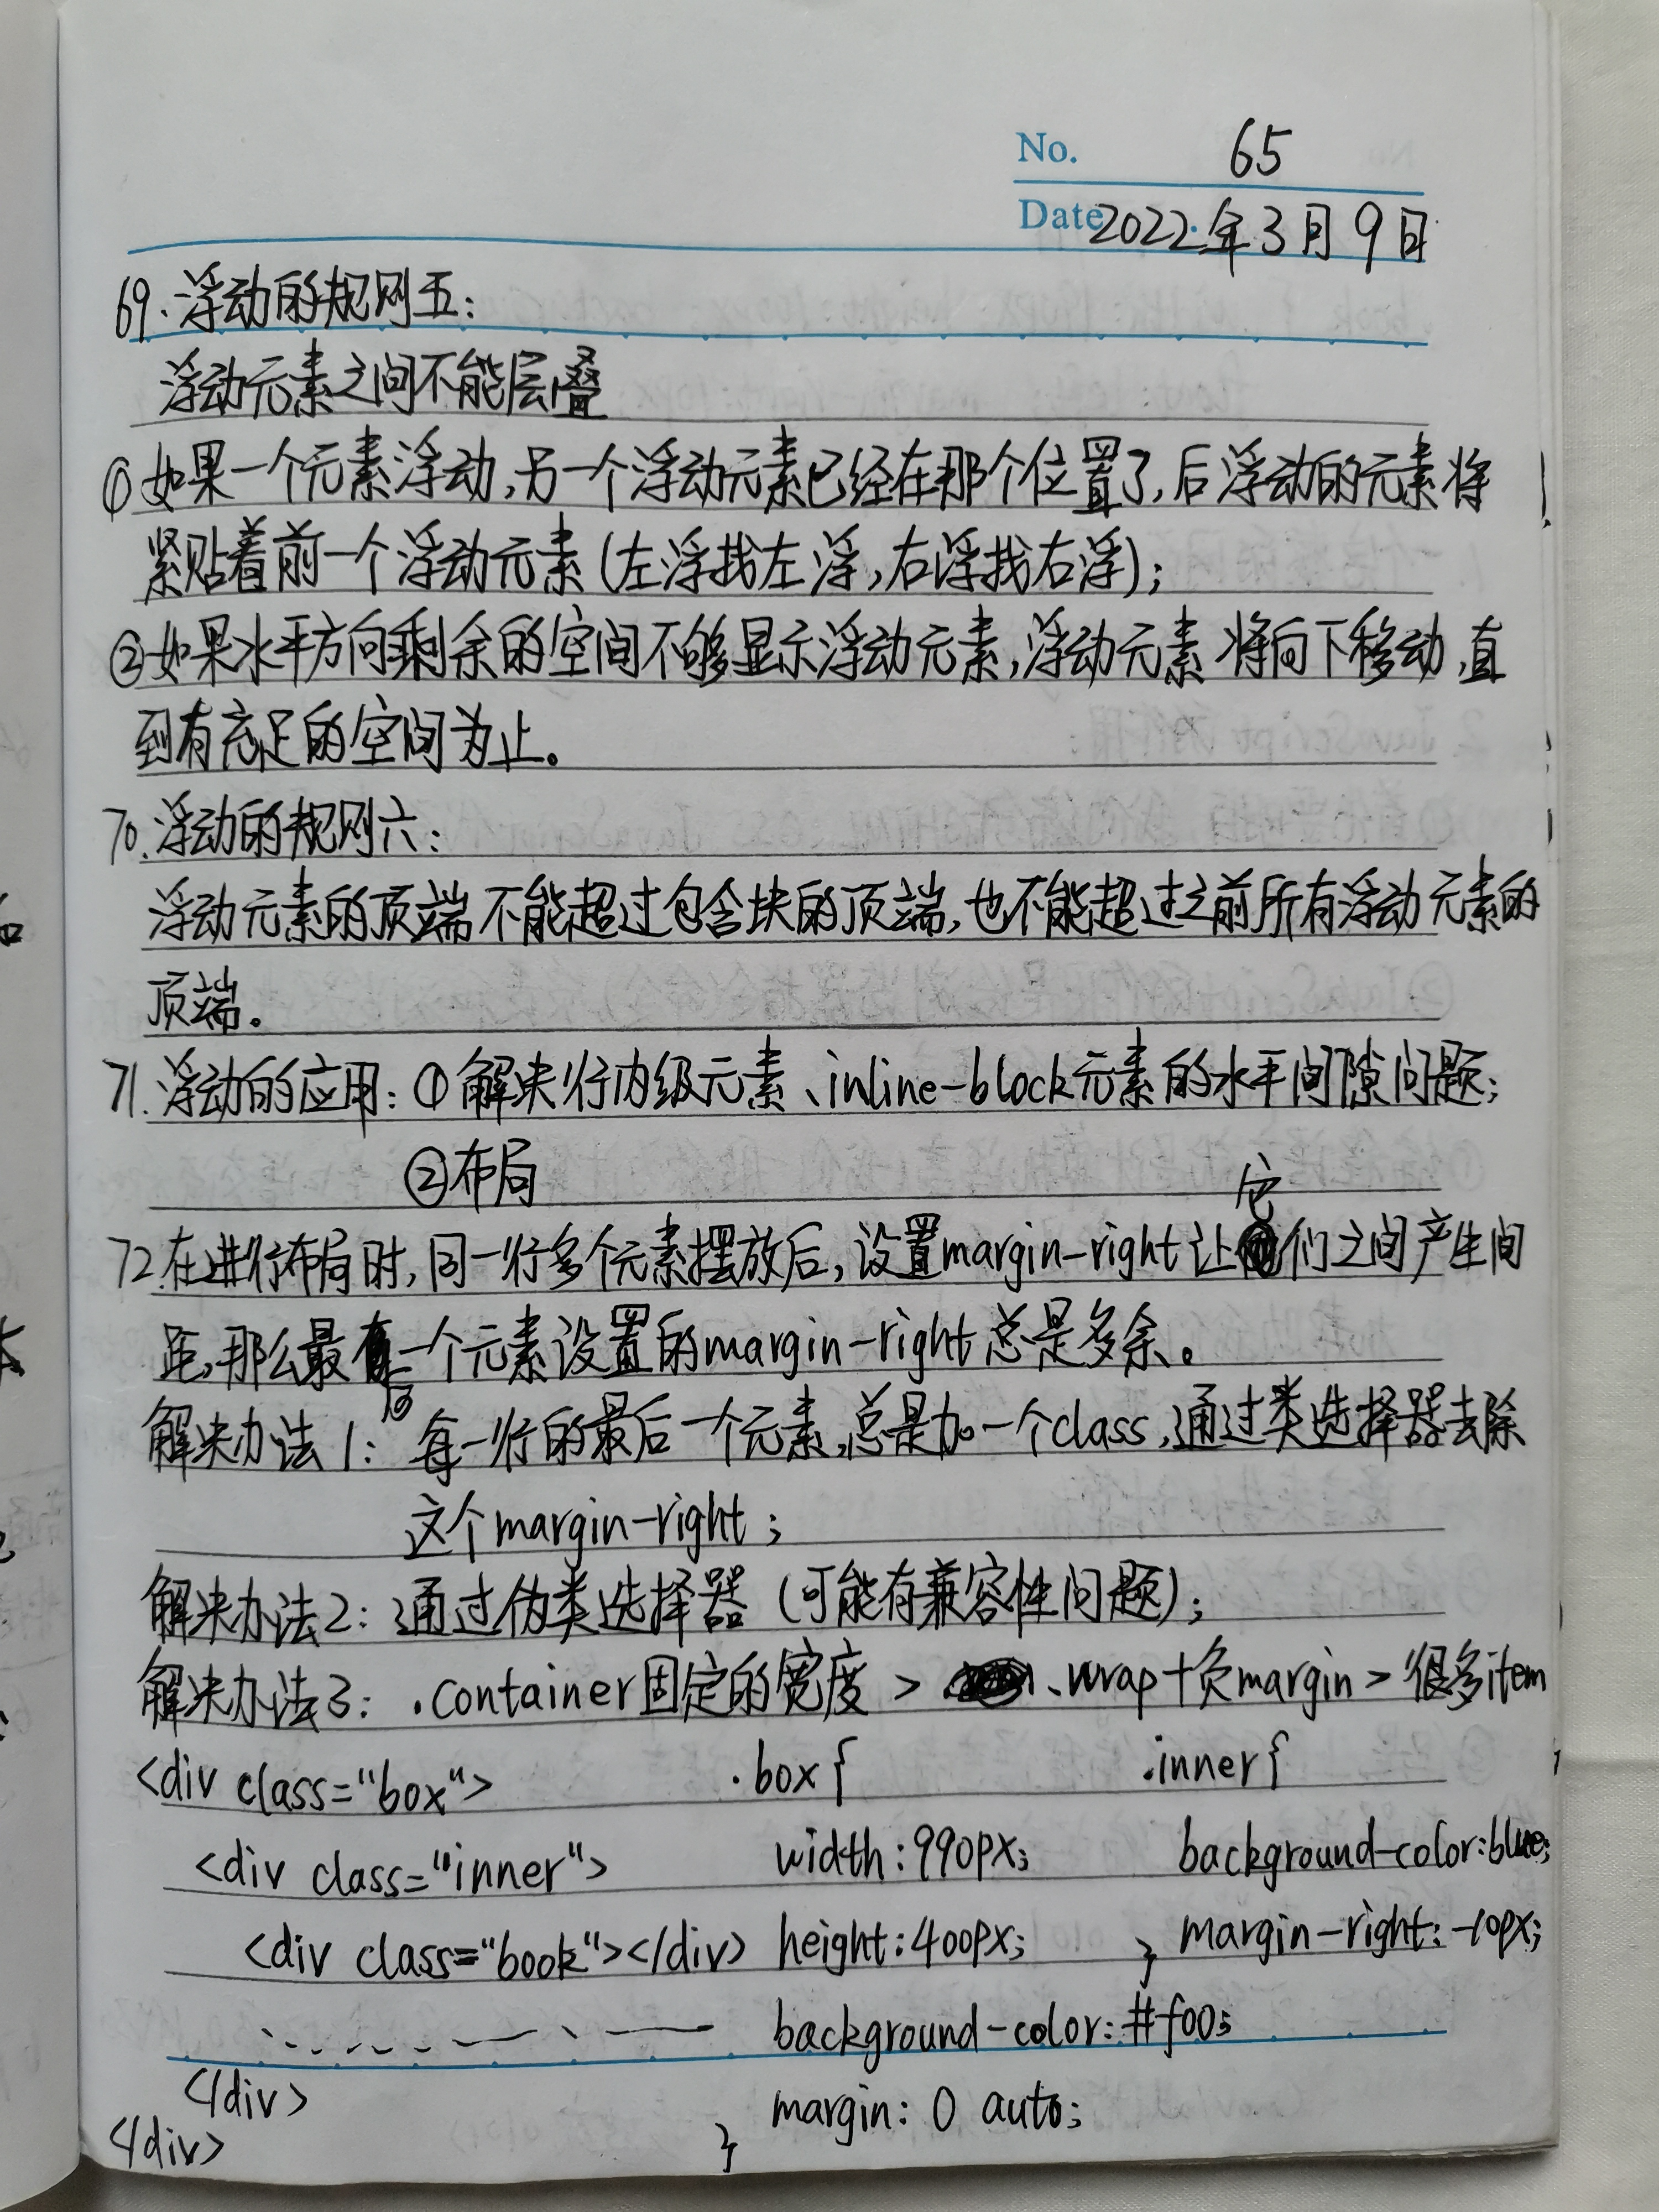 No. 65
Date 2022年3月9日
69.浮动的规则五:
浮动元素之间不能层叠
①如果一个元素浮动,另一个浮动元素已经在那个位置了,后浮动的元素将
紧贴着前一个浮动元素(左浮找左浮,右浮找右浮);
②如果水平方向剩余的空间不够显示浮动元素,浮动元素将向下移动,直
到有充足的空间为止。
70.浮动的规则六:
浮动元素的顶端不能超过包含块的顶端,也不能超过之前所有浮动元素的
顶端。
71.浮动的应用:①解决行内级元素、inline-block元素的水平间隙问题;
②布局
72.在进行布局时,同一行多个元素摆放后,设置margin-right让它们之间产生间
距,那么最后一个元素设置的margin-right总是多余。
解决办法1:每一行的最后一个元素,总是加一个class,通过类选择器去除
这个margin-right;
解决办法2:通过伪类选择器(可能有兼容性问题);
解决办法3:.container固定的宽度>.wrap+负margin>很多item
<div class="box"> .box{ .inner{
<div class="inner"> width:990px; background-color:blue;
<div class="book"></div> height:400px; } margin-right:-10px;
background-color:#f00;
</div> margin: 0 auto;
</div> }